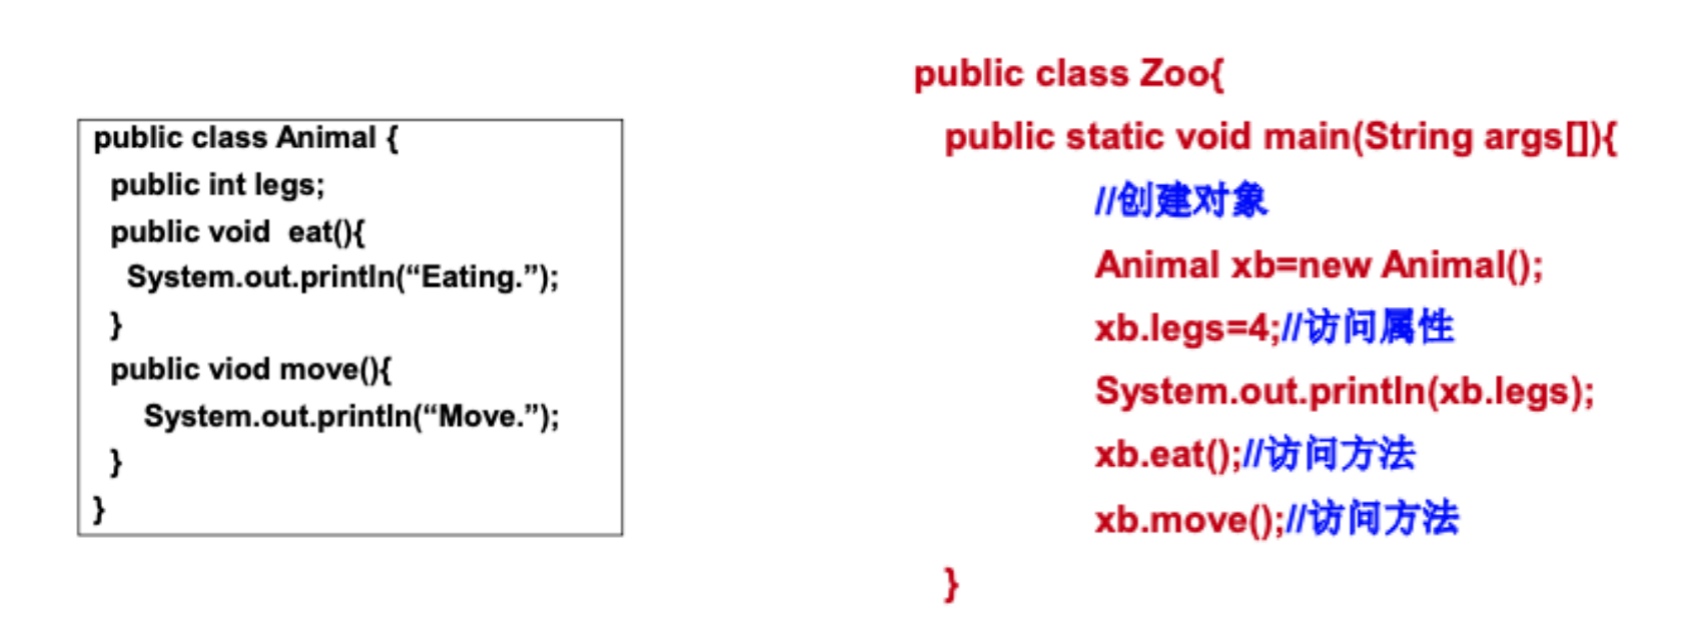 public class Animal {
public int legs;
public void  eat(){
System.out.println(“Eating.”);
}
public viod move(){
System.out.println(“Move.”);
}
}
public class Zoo{
public static void main(String args[]){
//创建对象
Animal xb=new Animal();
xb.legs=4;//访问属性
System.out.println(xb.legs);
xb.eat();//访问方法
xb.move();//访问方法
}